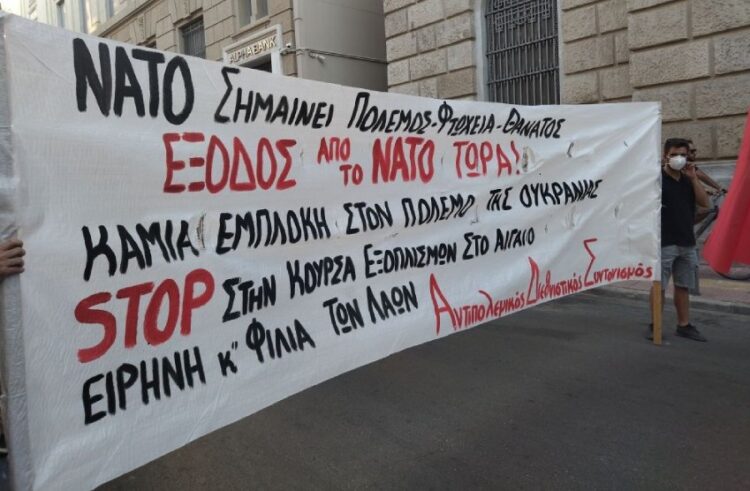 ALPHA BANK
ΝΑΤΟ ΣΗΜΑΙΝΕΙ ΠΟΛΕΜΟΣ-ΦΤΩΧΕΙΑ-ΘΑΝΑΤΟΣ
ΕΞΟΔΟΣ ΑΠΟ ΤΟ ΝΑΤΟ ΤΩΡΑ!
ΚΑΜΙΑ ΕΜΠΛΟΚΗ ΣΤΟΝ ΠΟΛΕΜΟ ΤΗΣ ΟΥΚΡΑΝΙΑΣ
STOP ΣΤΗΝ ΚΟΥΡΣΑ ΕΞΟΠΛΙΣΜΩΝ ΣΤΟ ΑΙΓΑΙΟ
ΕΙΡΗΝΗ κ" ΦΙΛΙΑ ΤΩΝ ΛΑΩΝ
Αντιπολεμικός Διεθνιστικός Συντονισμός